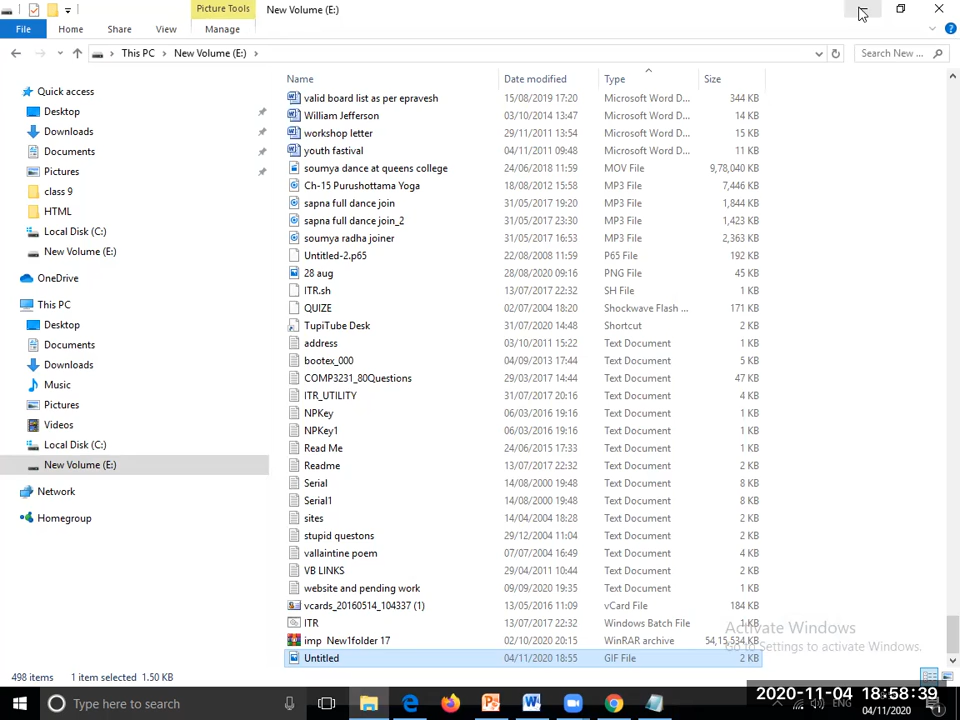 Picture Tools New Volume (E:)
File Home Share View Manage
This PC New Volume (E:) Search New ...
Name Date modified Type Size
Quick access
Desktop
Downloads
Documents
Pictures
class 9
HTML
Local Disk (C:)
New Volume (E:)
OneDrive
This PC
Desktop
Documents
Downloads
Music
Pictures
Videos
Local Disk (C:)
New Volume (E:)
Network
Homegroup
valid board list as per epravesh 15/08/2019 17:20 Microsoft Word D... 344 KB
William Jefferson 03/10/2014 13:47 Microsoft Word D... 14 KB
workshop letter 29/11/2011 13:54 Microsoft Word D... 15 KB
youth fastival 04/11/2011 09:48 Microsoft Word D... 11 KB
soumya dance at queens college 24/06/2018 11:59 MOV File 9,78,040 KB
Ch-15 Purushottama Yoga 18/08/2012 15:58 MP3 File 7,446 KB
sapna full dance join 31/05/2017 19:20 MP3 File 1,844 KB
sapna full dance join_2 31/05/2017 23:30 MP3 File 1,423 KB
soumya radha joiner 31/05/2017 16:53 MP3 File 2,363 KB
Untitled-2.p65 22/08/2008 11:59 P65 File 192 KB
28 aug 28/08/2020 09:16 PNG File 45 KB
ITR.sh 13/07/2017 22:32 SH File 1 KB
QUIZE 02/07/2004 18:20 Shockwave Flash ... 171 KB
TupiTube Desk 31/07/2020 14:48 Shortcut 2 KB
address 03/10/2011 15:22 Text Document 1 KB
bootex_000 04/09/2013 17:44 Text Document 5 KB
COMP3231_80Questions 29/03/2017 14:44 Text Document 47 KB
ITR_UTILITY 31/07/2017 20:16 Text Document 4 KB
NPKey 06/03/2016 19:16 Text Document 1 KB
NPKey1 06/03/2016 19:16 Text Document 1 KB
Read Me 24/06/2015 17:33 Text Document 1 KB
Readme 13/07/2017 22:32 Text Document 1 KB
Serial 14/08/2000 19:48 Text Document 8 KB
Serial1 14/08/2000 19:48 Text Document 8 KB
sites 14/04/2004 18:28 Text Document 2 KB
stupid questons 29/12/2004 11:04 Text Document 2 KB
vallaintine poem 07/07/2004 16:49 Text Document 4 KB
VB LINKS 29/04/2011 10:44 Text Document 2 KB
website and pending work 09/09/2020 19:35 Text Document 1 KB
vcards_20160514_104337 (1) 13/05/2016 11:09 vCard File 184 KB
ITR 13/07/2017 22:32 Windows Batch File 1 KB
imp New1folder 17 02/10/2020 20:15 WinRAR archive 54,15,534 KB
Untitled 04/11/2020 18:55 GIF File 2 KB
Activate Windows
Go to Settings to activate Windows.
498 items 1 item selected 1.50 KB
Type here to search
2020-11-04 18:58:39
ENG
04/11/2020